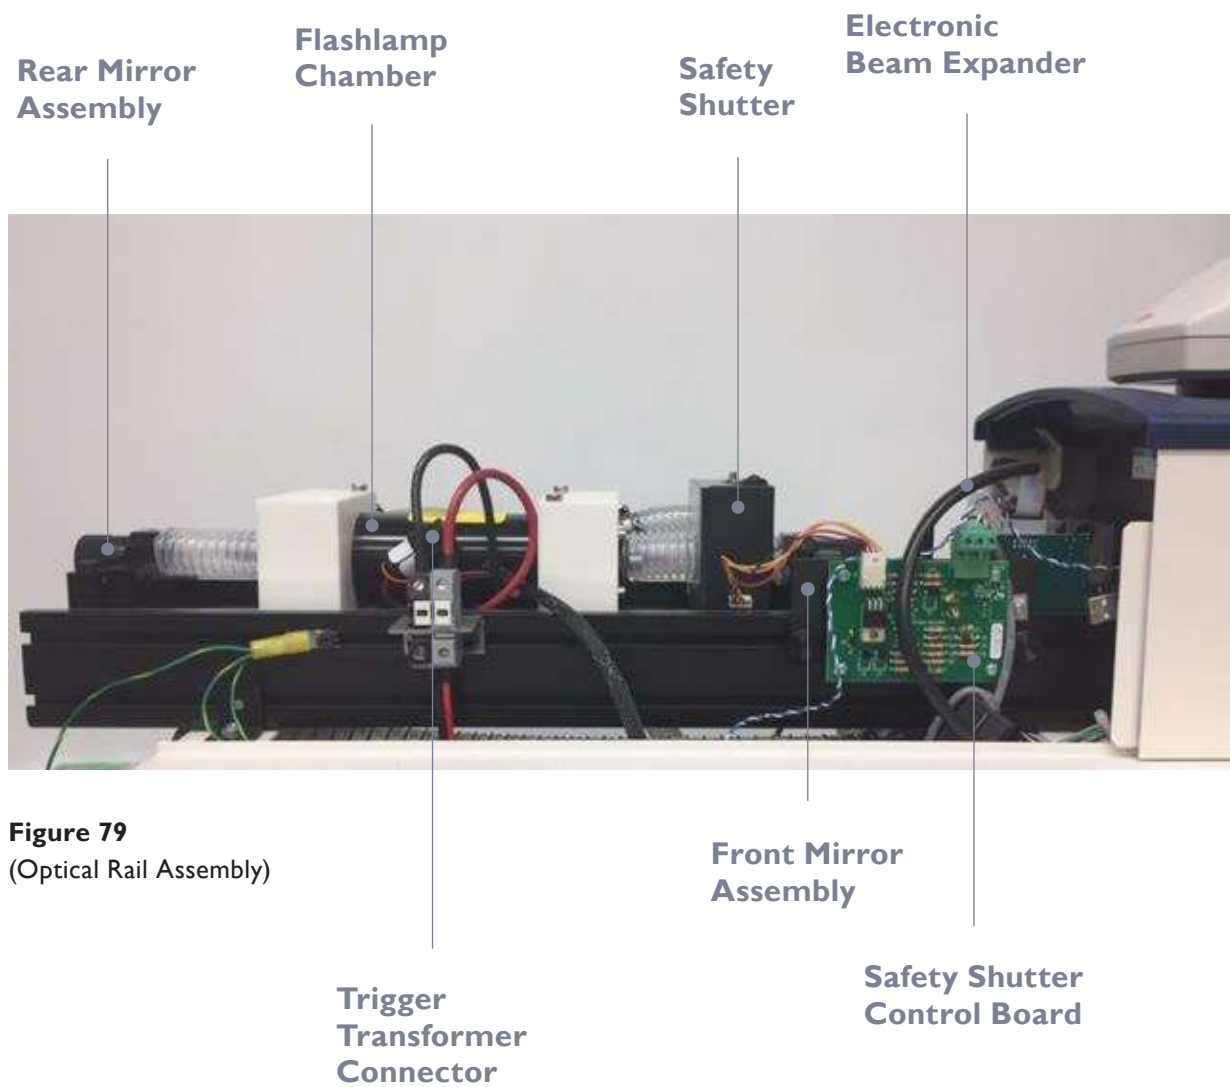 Rear Mirror
Assembly
Flashlamp
Chamber
Safety
Shutter
Electronic
Beam Expander
Figure 79
(Optical Rail Assembly)
Front Mirror
Assembly
Trigger
Transformer
Connector
Safety Shutter
Control Board